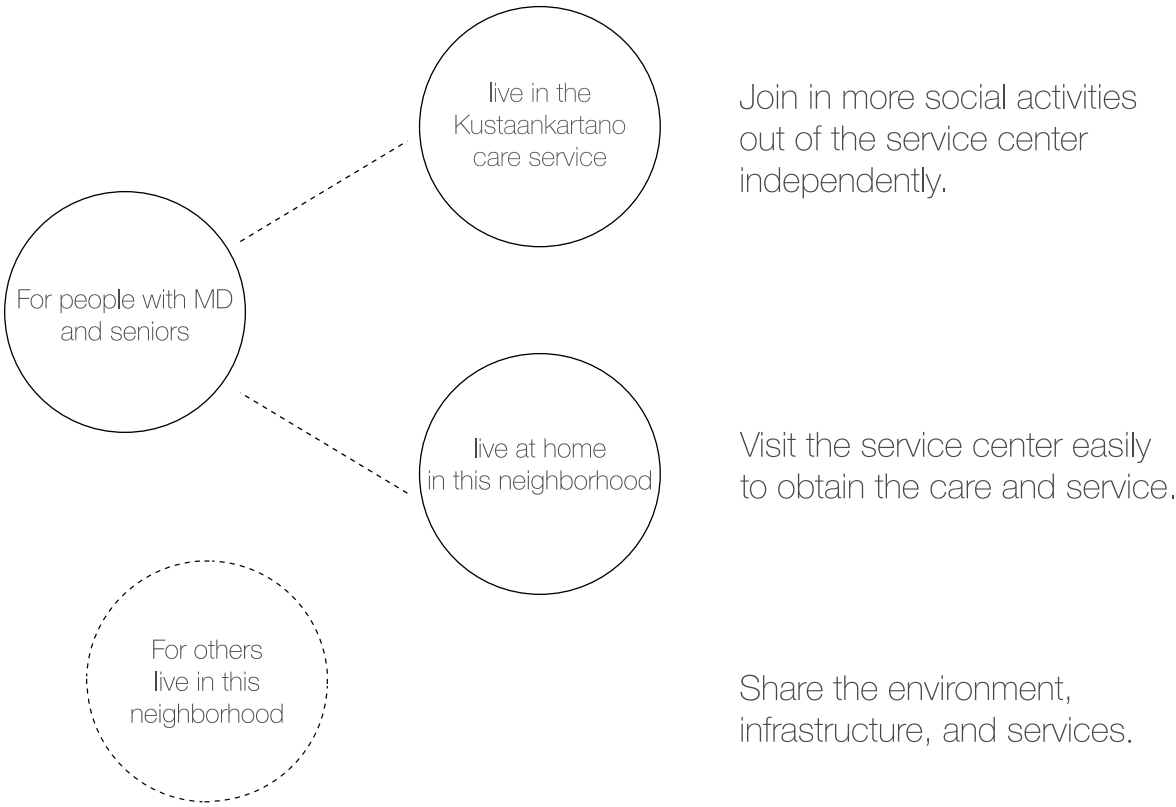 live in the
Kustaankartano
care service
Join in more social activities
out of the service center
independently.
For people with MD
and seniors
live at home
in this neighborhood
Visit the service center easily
to obtain the care and service.
For others
live in this
neighborhood
Share the environment,
infrastructure, and services.